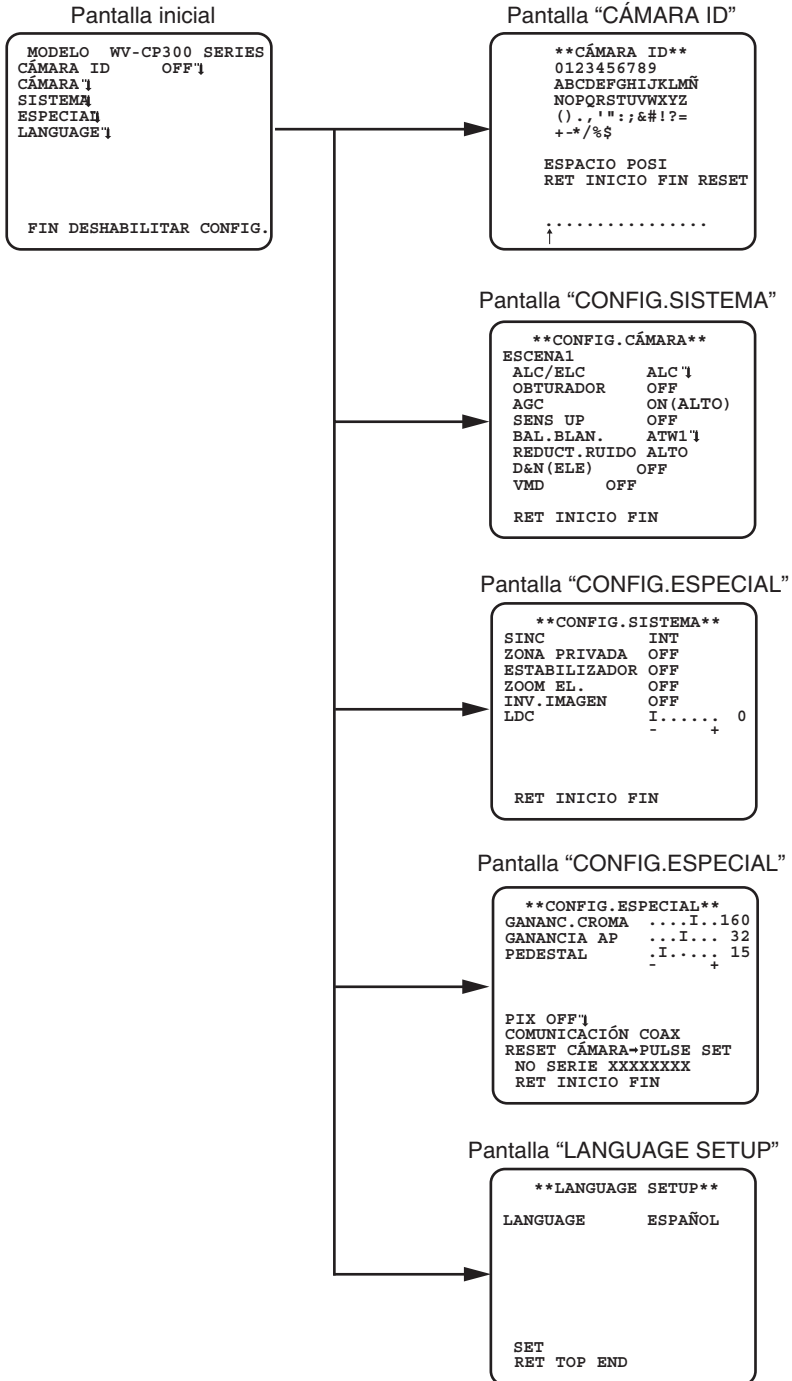 Pantalla inicial
MODELO WV-CP300 SERIES
CÁMARA ID OFF
CÁMARA
SISTEMA
ESPECIAL
LANGUAGE
FIN DESHABILITAR CONFIG.
Pantalla “CÁMARA ID”
**CÁMARA ID**
0123456789
ABCDEFGHIJKLMÑ
NOPQRSTUVWXYZ
().,'":;&#!?=
+-*/%$
ESPACIO POSI
RET INICIO FIN RESET
................
↑
Pantalla “CONFIG.SISTEMA”
**CONFIG.CÁMARA**
ESCENA1
ALC/ELC ALC
OBTURADOR OFF
AGC ON(ALTO)
SENS UP OFF
BAL.BLAN. ATW1
REDUCT.RUIDO ALTO
D&N(ELE) OFF
VMD OFF
RET INICIO FIN
Pantalla “CONFIG.ESPECIAL”
**CONFIG.SISTEMA**
SINC INT
ZONA PRIVADA OFF
ESTABILIZADOR OFF
ZOOM EL. OFF
INV.IMAGEN OFF
LDC I...... 0
- +
RET INICIO FIN
Pantalla “CONFIG.ESPECIAL”
**CONFIG.ESPECIAL**
GANANC.CROMA ....I..160
GANANCIA AP ...I... 32
PEDESTAL .I..... 15
- +
PIX OFF
COMUNICACIÓN COAX
RESET CÁMARA→PULSE SET
NO SERIE XXXXXXXX
RET INICIO FIN
Pantalla “LANGUAGE SETUP”
**LANGUAGE SETUP**
LANGUAGE ESPAÑOL
SET
RET TOP END